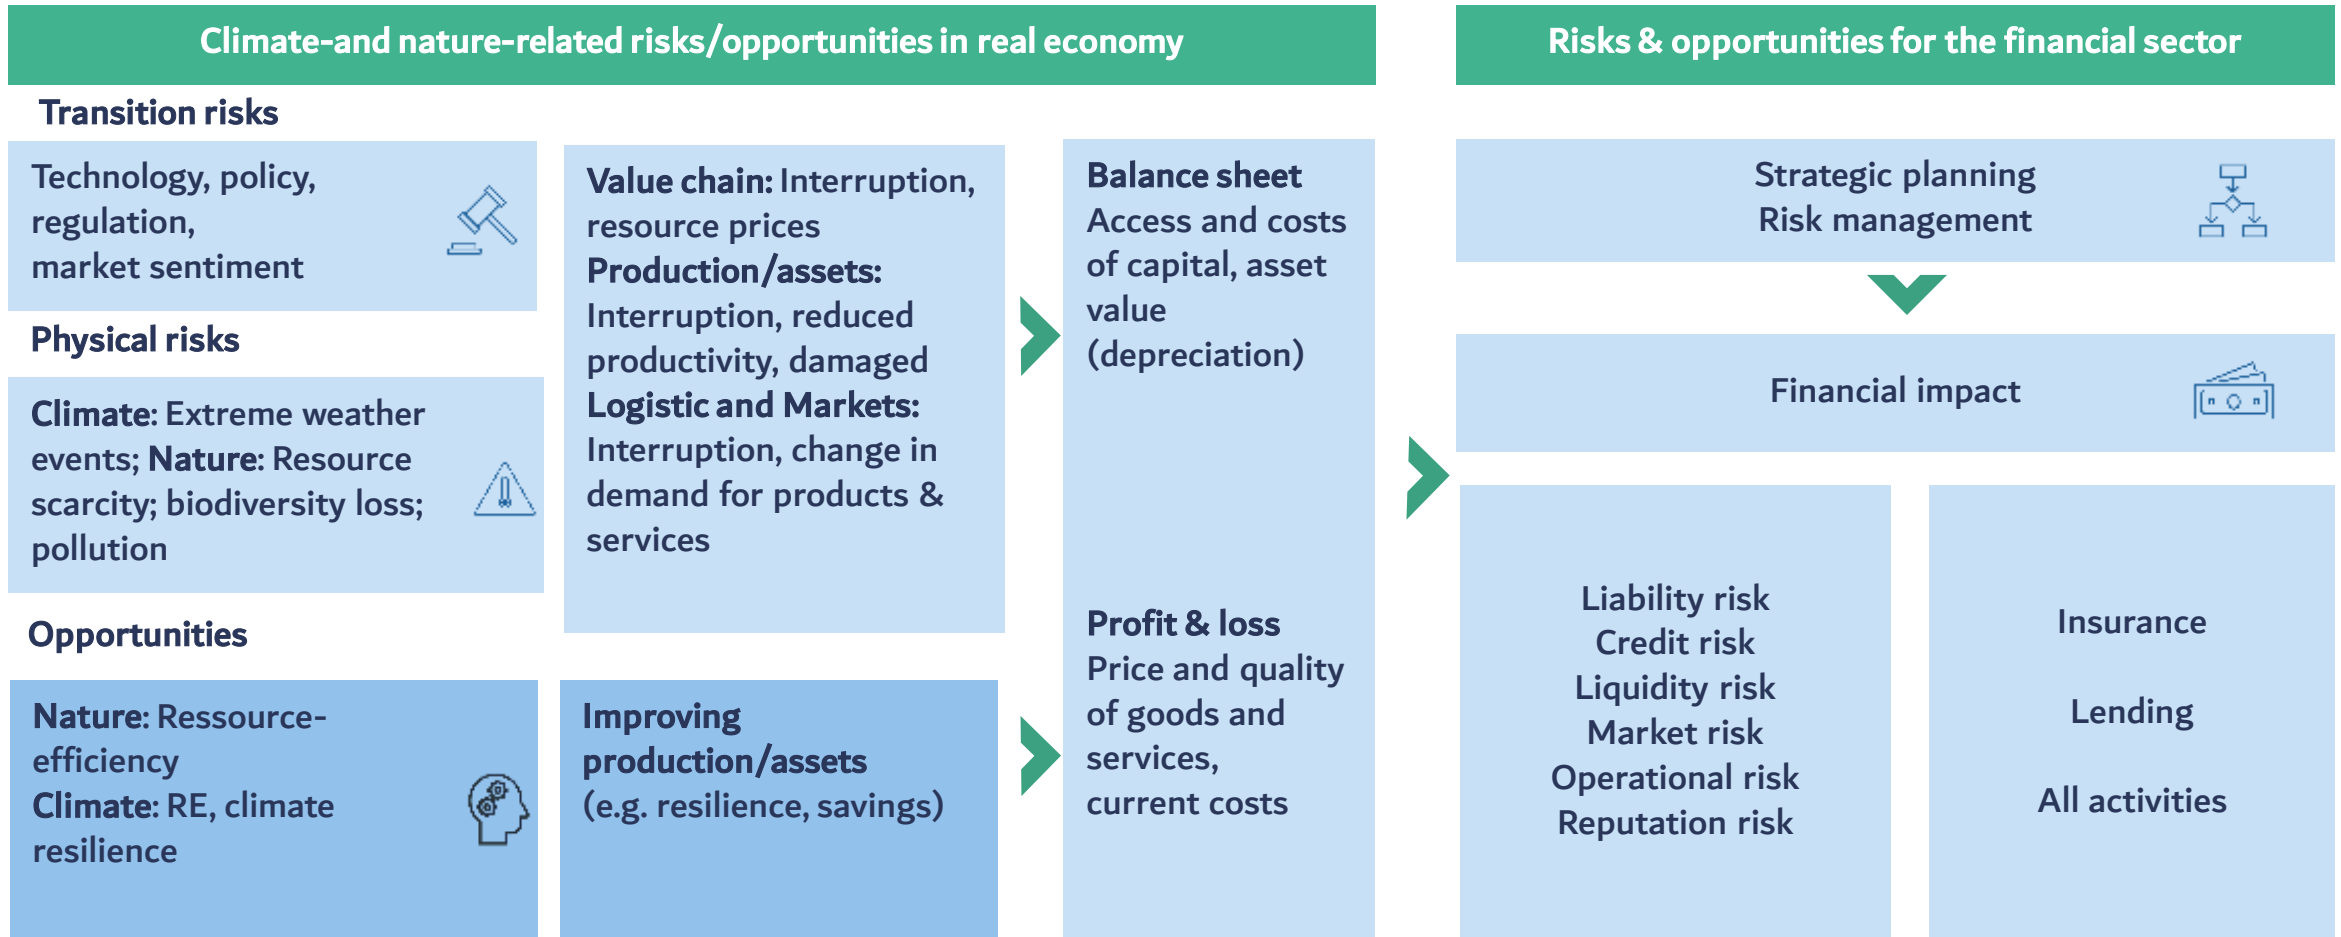 Climate-and nature-related risks/opportunities in real economy
Transition risks
Technology, policy,
regulation,
market sentiment
Physical risks
Climate: Extreme weather
events; Nature: Resource
scarcity; biodiversity loss;
pollution
Opportunities
Nature: Ressource-
efficiency
Climate: RE, climate
resilience
Value chain: Interruption,
resource prices
Production/assets:
Interruption, reduced
productivity, damaged
Logistic and Markets:
Interruption, change in
demand for products &
services
Improving
production/assets
(e.g. resilience, savings)
Balance sheet
Access and costs
of capital, asset
value
(depreciation)
Profit & loss
Price and quality
of goods and
services,
current costs
Risks & opportunities for the financial sector
Strategic planning
Risk management
Financial impact
Liability risk
Credit risk
Liquidity risk
Market risk
Operational risk
Reputation risk
Insurance
Lending
All activities